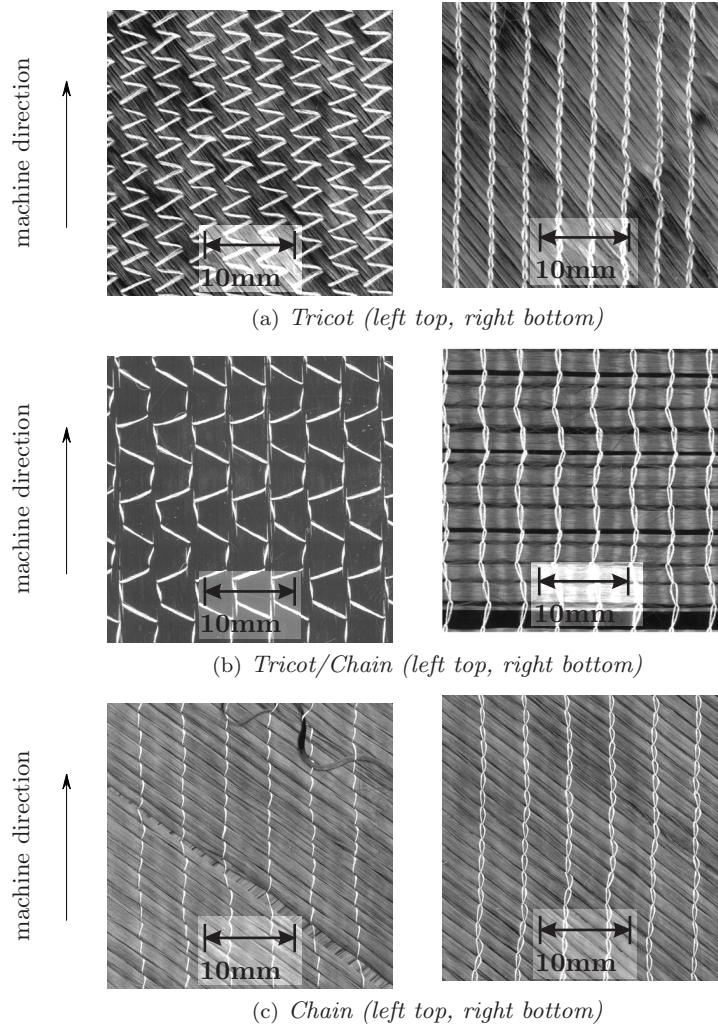 machine direction
10mm
10mm
(a) Tricot (left top, right bottom)
machine direction
10mm
10mm
(b) Tricot/Chain (left top, right bottom)
machine direction
10mm
10mm
(c) Chain (left top, right bottom)